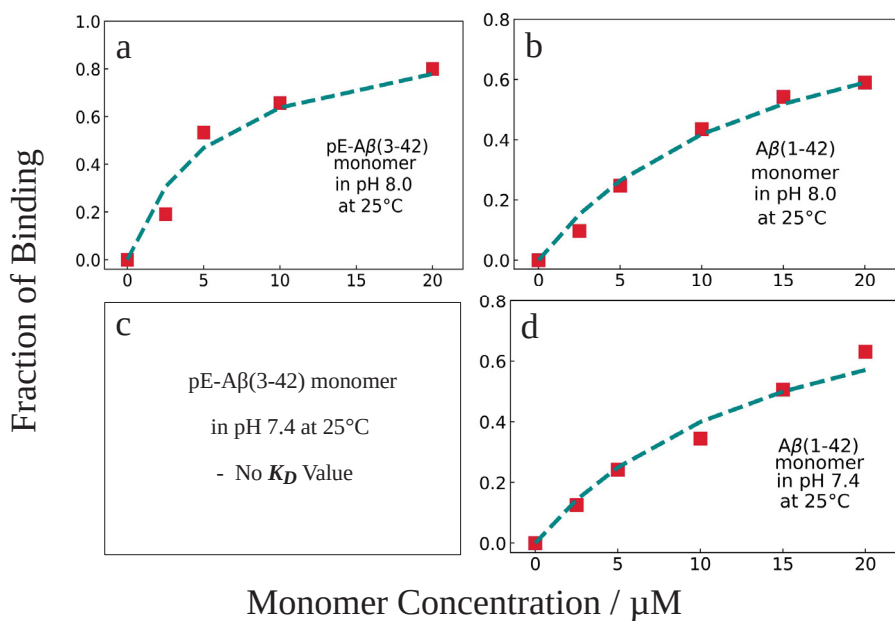 Fraction of Binding
a
1.0
0.8
0.6
0.4
0.2
0.0
0
5
10
20
pE-Aβ(3-42)
monomer
in pH 8.0
at 25°C
b
0.8
0.6
0.4
0.2
0.0
0
5
10
15
20
Aβ(1-42)
monomer
in pH 8.0
at 25°C
c
pE-Aβ(3-42) monomer
in pH 7.4 at 25°C
- No K_D Value
d
0.8
0.6
0.4
0.2
0.0
0
5
10
15
20
Aβ(1-42)
monomer
in pH 7.4
at 25°C
Monomer Concentration / µM